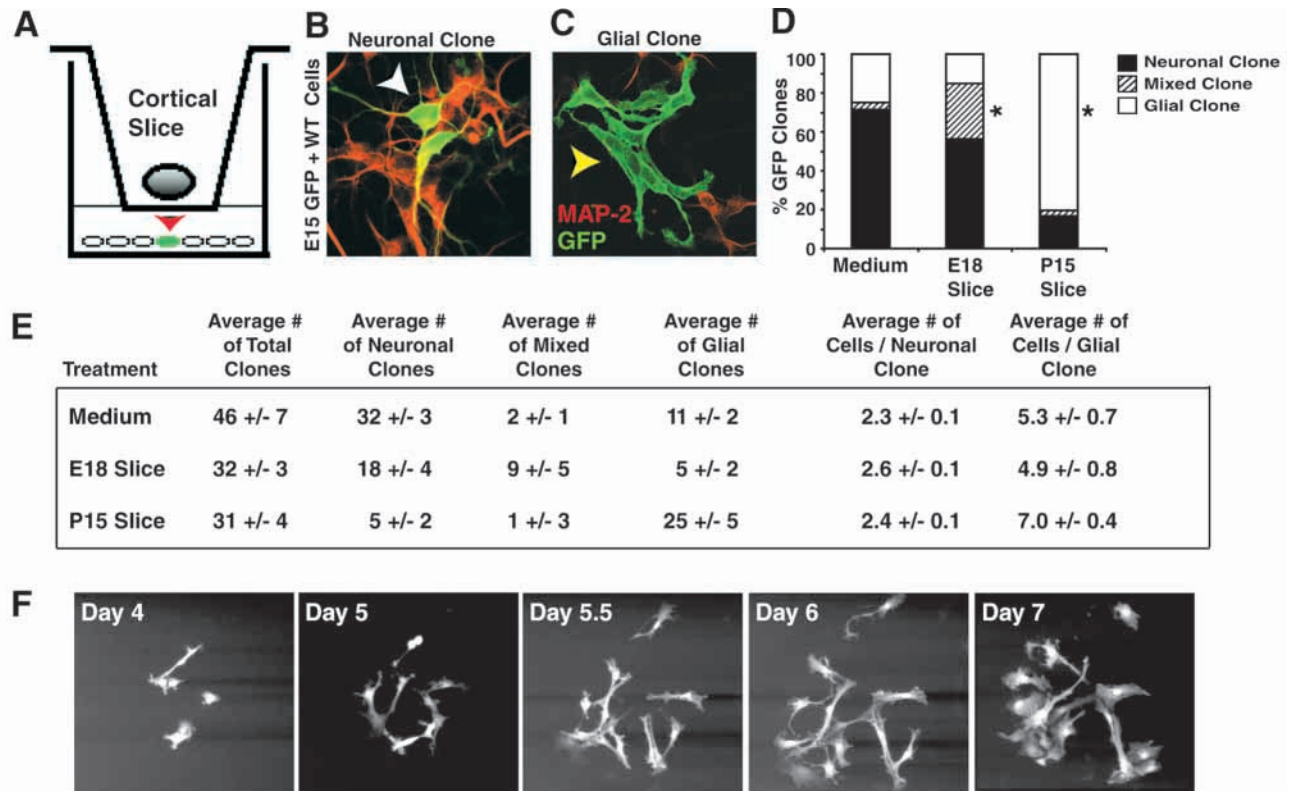 A
Cortical
Slice
B
Neuronal Clone
E15 GFP + WT Cells
C
Glial Clone
MAP-2
GFP
D
% GFP Clones
100
80
60
40
20
0
Medium
E18
Slice
P15
Slice
*
*
Neuronal Clone
Mixed Clone
Glial Clone
E
Treatment
Average #
of Total
Clones
Average #
of Neuronal
Clones
Average #
of Mixed
Clones
Average #
of Glial
Clones
Average # of
Cells / Neuronal
Clone
Average # of
Cells / Glial
Clone
Medium 46 +/- 7 32 +/- 3 2 +/- 1 11 +/- 2 2.3 +/- 0.1 5.3 +/- 0.7
E18 Slice 32 +/- 3 18 +/- 4 9 +/- 5 5 +/- 2 2.6 +/- 0.1 4.9 +/- 0.8
P15 Slice 31 +/- 4 5 +/- 2 1 +/- 3 25 +/- 5 2.4 +/- 0.1 7.0 +/- 0.4
F
Day 4
Day 5
Day 5.5
Day 6
Day 7